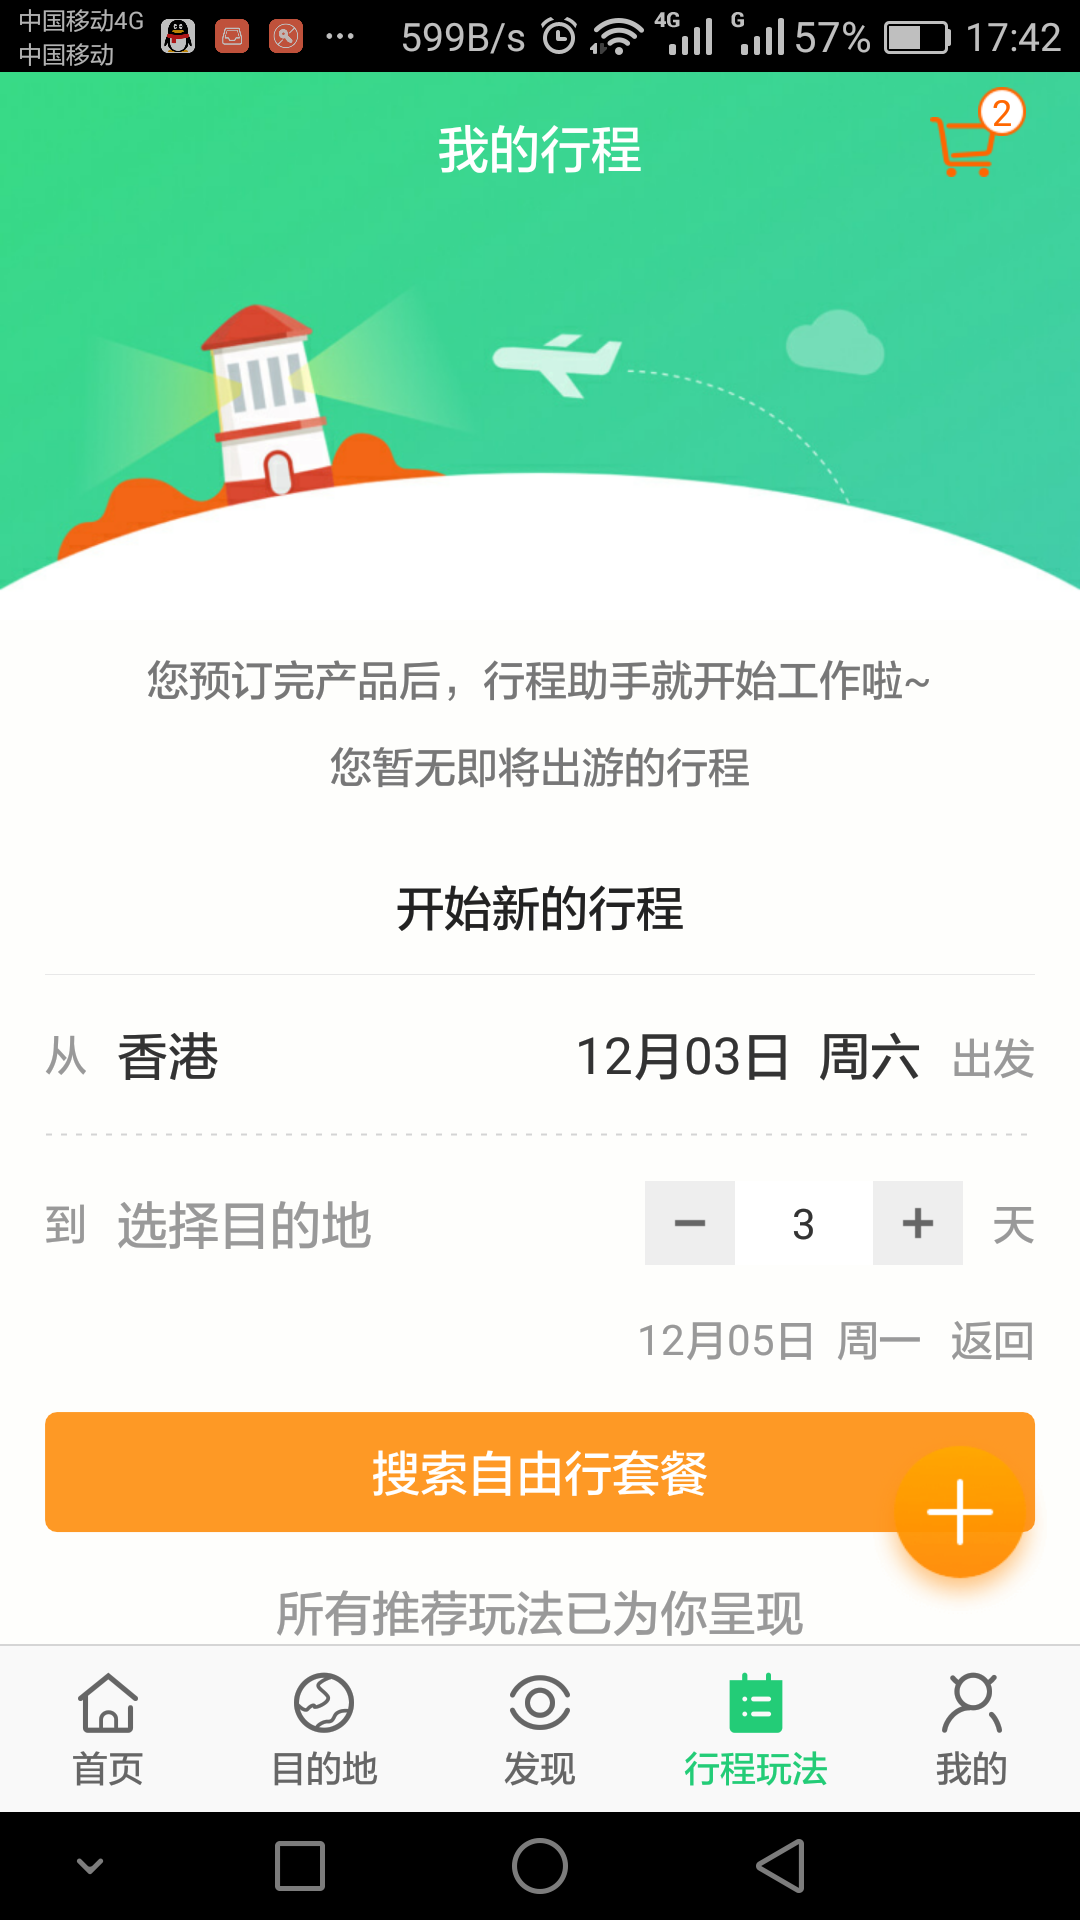 中国移动4G
中国移动
599B/s 4G G 57% 17:42
2
我的行程
您预订完产品后，行程助手就开始工作啦~
您暂无即将出游的行程
开始新的行程
从 香港 12月03日 周六 出发
到 选择目的地 － 3 + 天
12月05日 周一 返回
搜索自由行套餐
所有推荐玩法已为你呈现
首页 目的地 发现 行程玩法 我的